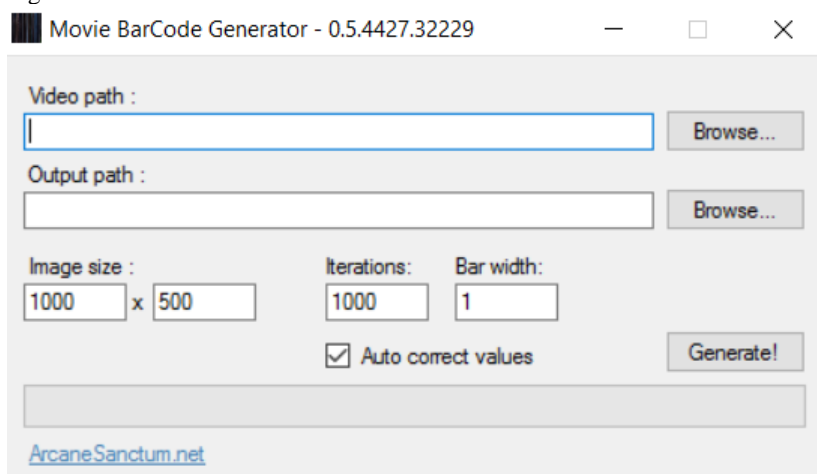 Movie BarCode Generator - 0.5.4427.32229
Video path :
Browse...
Output path :
Browse...
Image size :
Iterations:
Bar width:
1000 x 500
1000
1
Auto correct values
Generate!
ArcaneSanctum.net